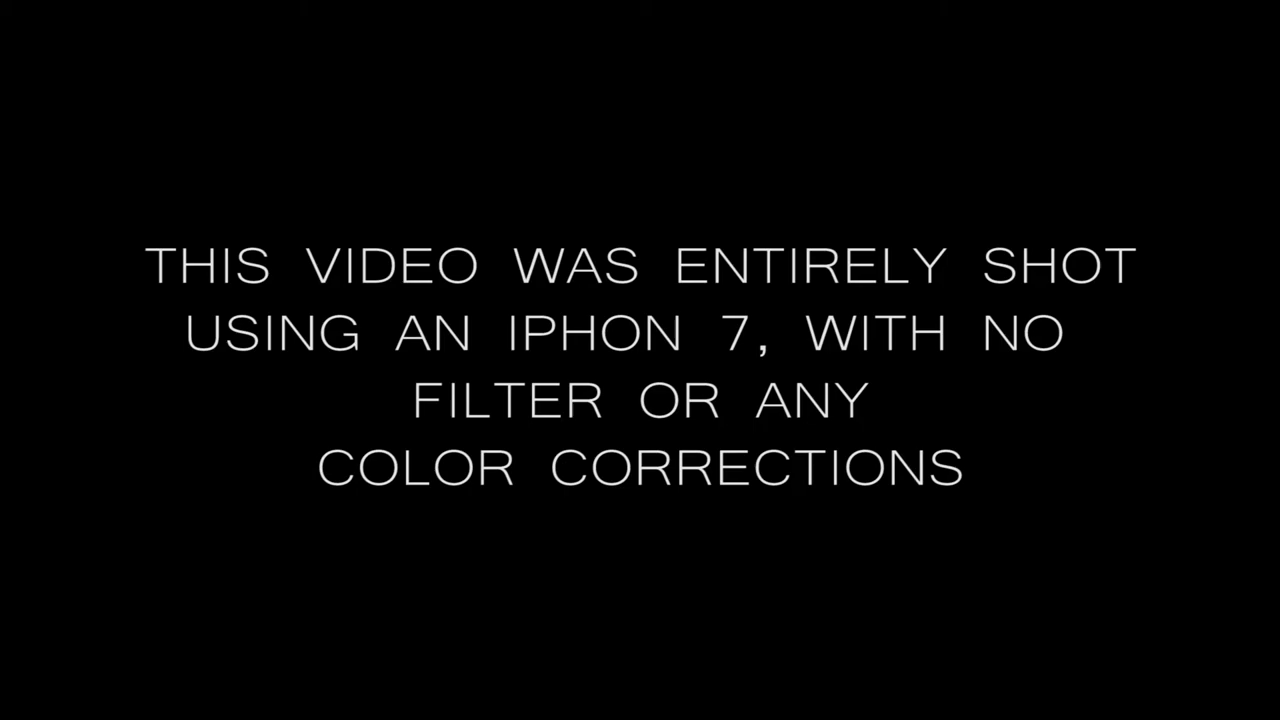 THIS VIDEO WAS ENTIRELY SHOT
USING AN IPHON 7, WITH NO
FILTER OR ANY
COLOR CORRECTIONS